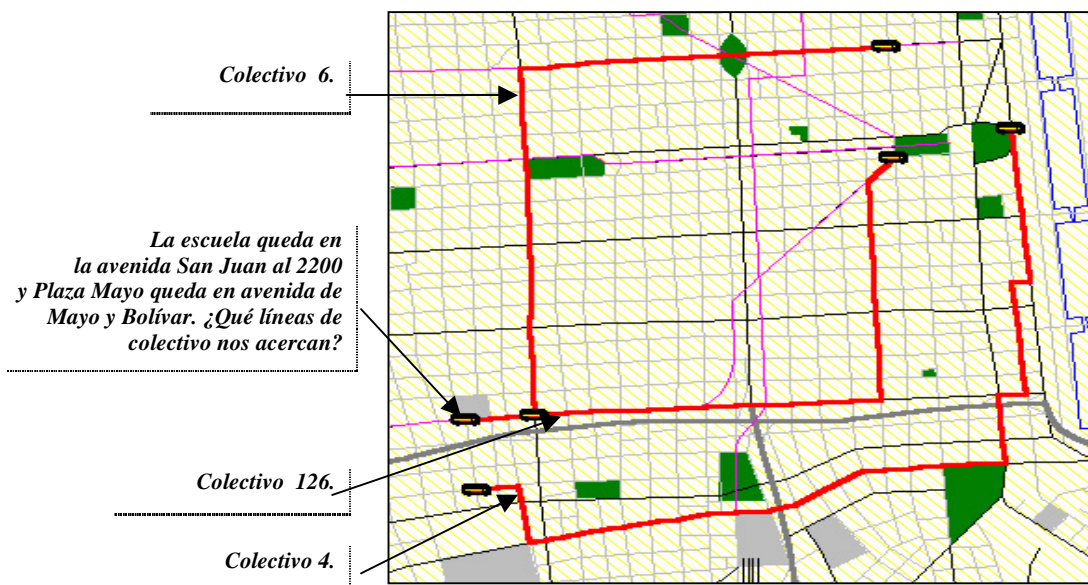 Colectivo 6.
La escuela queda en
la avenida San Juan al 2200
y Plaza Mayo queda en avenida de
Mayo y Bolívar. ¿Qué líneas de
colectivo nos acercan?
Colectivo 126.
Colectivo 4.